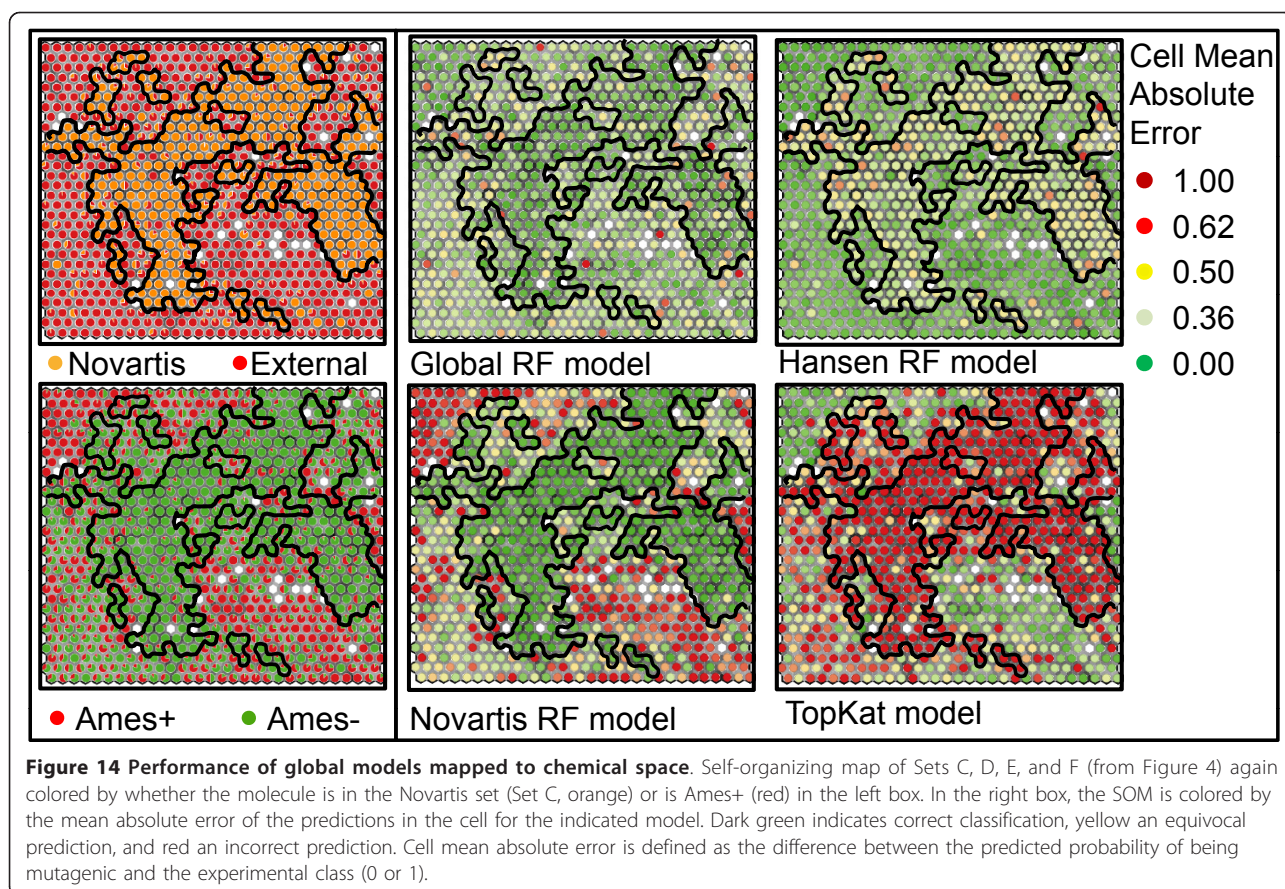 Novartis External
Global RF model
Hansen RF model
Cell Mean
Absolute
Error
1.00
0.62
0.50
0.36
0.00
Ames+ Ames-
Novartis RF model
TopKat model
Figure 14 Performance of global models mapped to chemical space. Self-organizing map of Sets C, D, E, and F (from Figure 4) again
colored by whether the molecule is in the Novartis set (Set C, orange) or is Ames+ (red) in the left box. In the right box, the SOM is colored by
the mean absolute error of the predictions in the cell for the indicated model. Dark green indicates correct classification, yellow an equivocal
prediction, and red an incorrect prediction. Cell mean absolute error is defined as the difference between the predicted probability of being
mutagenic and the experimental class (0 or 1).